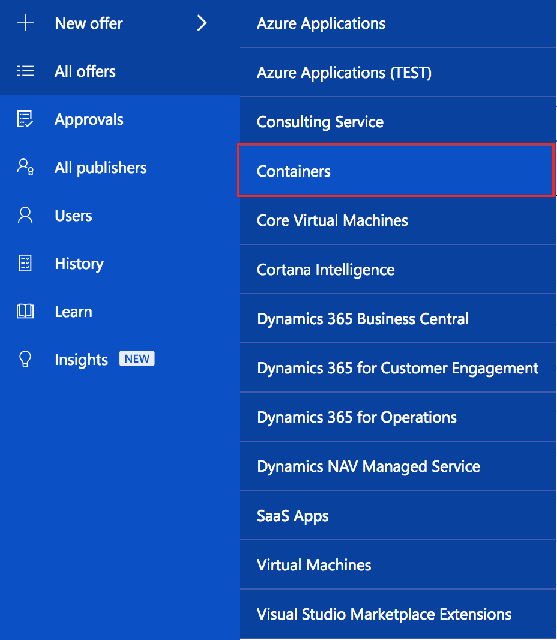 New offer
All offers
Approvals
All publishers
Users
History
Learn
Insights NEW
Azure Applications
Azure Applications (TEST)
Consulting Service
Containers
Core Virtual Machines
Cortana Intelligence
Dynamics 365 Business Central
Dynamics 365 for Customer Engagement
Dynamics 365 for Operations
Dynamics NAV Managed Service
SaaS Apps
Virtual Machines
Visual Studio Marketplace Extensions